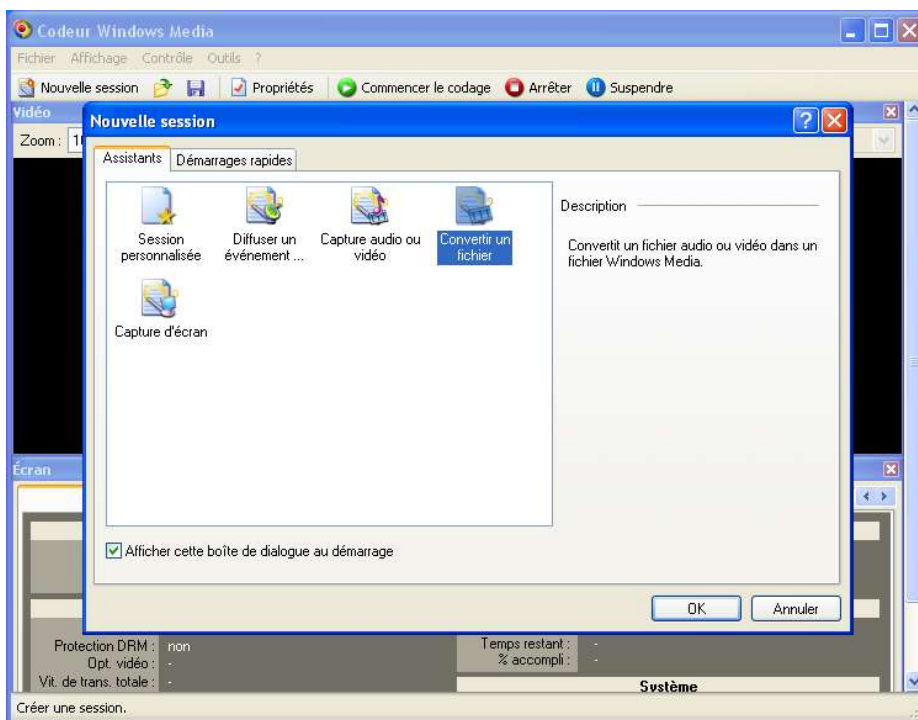 Codeur Windows Media
Fichier Affichage Contrôle Outils ?
Nouvelle session Propriétés Commencer le codage Arrêter Suspendre
Vidéo
Zoom :
Nouvelle session
Assistants Démarrages rapides
Session personnalisée
Diffuser un événement ...
Capture audio ou vidéo
Convertir un fichier
Capture d'écran
Description
Convertit un fichier audio ou vidéo dans un
fichier Windows Media.
Écran
Afficher cette boîte de dialogue au démarrage
OK Annuler
Protection DRM : non
Opt. vidéo : -
Vit. de trans. totale : -
Temps restant : -
% accompli : -
Système
Créer une session.